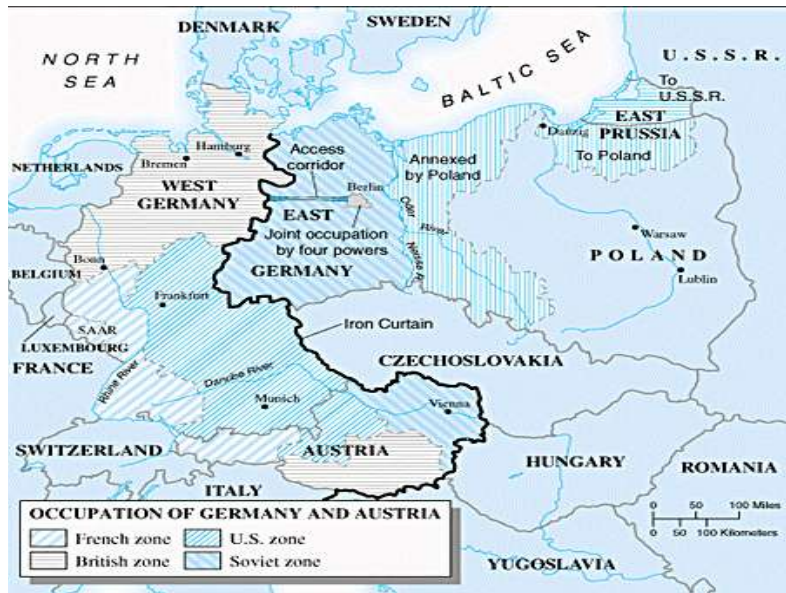 DENMARK
SWEDEN
NORTH
SEA
BALTIC SEA
U.S.S.R.
To
U.S.S.R.
EAST
PRUSSIA
To Poland
Danzig
Hamburg
Bremen
NETHERLANDS
WEST
GERMANY
Access
corridor
Berlin
EAST
Joint occupation
by four powers
GERMANY
Annexed
by Poland
Oder
River
Neisse R.
Warsaw
POLAND
Lublin
Bonn
BELGIUM
Frankfurt
SAAR
LUXEMBOURG
FRANCE
Rhine River
Iron Curtain
CZECHOSLOVAKIA
Danube River
Munich
Vienna
SWITZERLAND
AUSTRIA
HUNGARY
ROMANIA
ITALY
YUGOSLAVIA
0 50 100 Miles
0 50 100 Kilometers
OCCUPATION OF GERMANY AND AUSTRIA
French zone
U.S. zone
British zone
Soviet zone